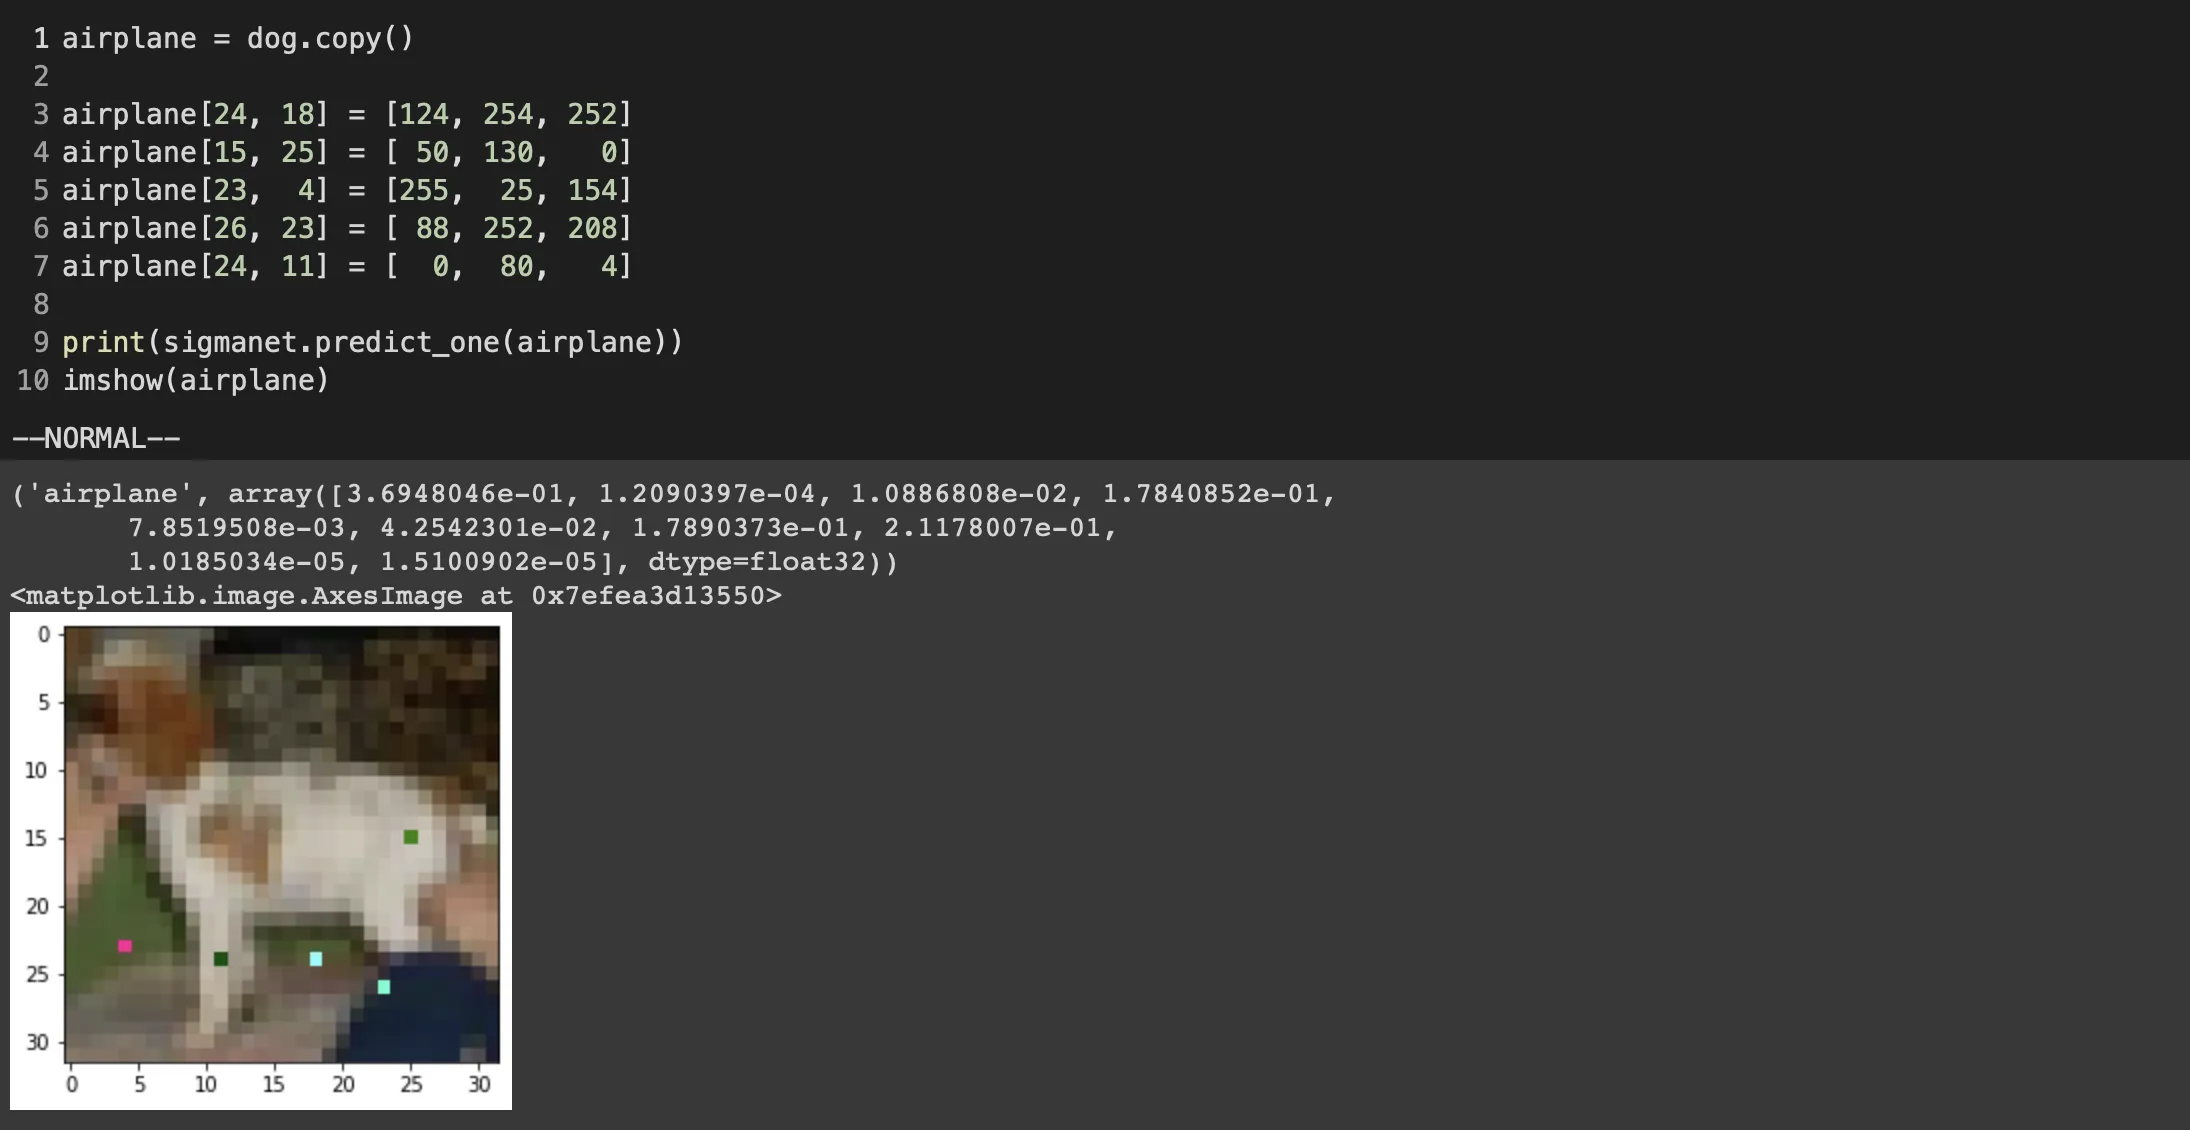 1 airplane = dog.copy()
2
3 airplane[24, 18] = [124, 254, 252]
4 airplane[15, 25] = [ 50, 130,   0]
5 airplane[23,  4] = [255,  25, 154]
6 airplane[26, 23] = [ 88, 252, 208]
7 airplane[24, 11] = [  0,  80,   4]
8
9 print(sigmanet.predict_one(airplane))
10 imshow(airplane)
--NORMAL--
('airplane', array([3.6948046e-01, 1.2090397e-04, 1.0886808e-02, 1.7840852e-01,
7.8519508e-03, 4.2542301e-02, 1.7890373e-01, 2.1178007e-01,
1.0185034e-05, 1.5100902e-05], dtype=float32))
<matplotlib.image.AxesImage at 0x7efea3d13550>
0
5
10
15
20
25
30
0 5 10 15 20 25 30